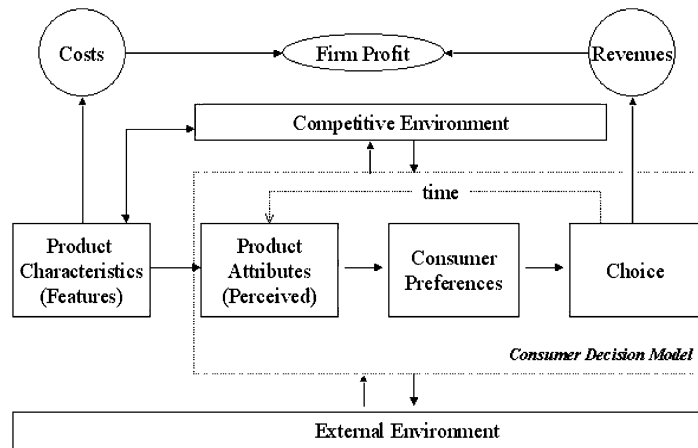 Costs
Firm Profit
Revenues
Competitive Environment
time
Product
Characteristics
(Features)
Product
Attributes
(Perceived)
Consumer
Preferences
Choice
Consumer Decision Model
External Environment